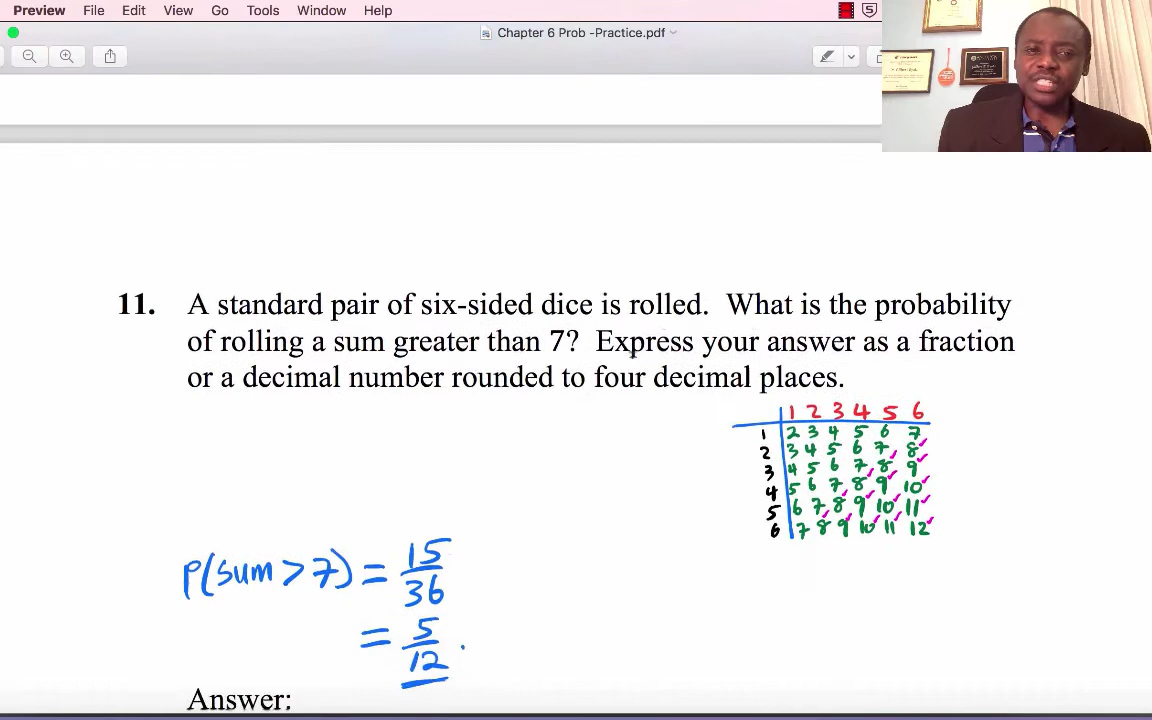 Preview File Edit View Go Tools Window Help
5
Chapter 6 Prob -Practice.pdf
11. A standard pair of six-sided dice is rolled. What is the probability
of rolling a sum greater than 7? Express your answer as a fraction
or a decimal number rounded to four decimal places.
1 2 3 4 5 6
1 2 3 4 5 6 7
2 3 4 5 6 7 8
3 4 5 6 7 8 9
4 5 6 7 8 9 10
5 6 7 8 9 10 11
6 7 8 9 10 11 12
P(sum > 7) = 15/36
= 5/12 .
Answer: